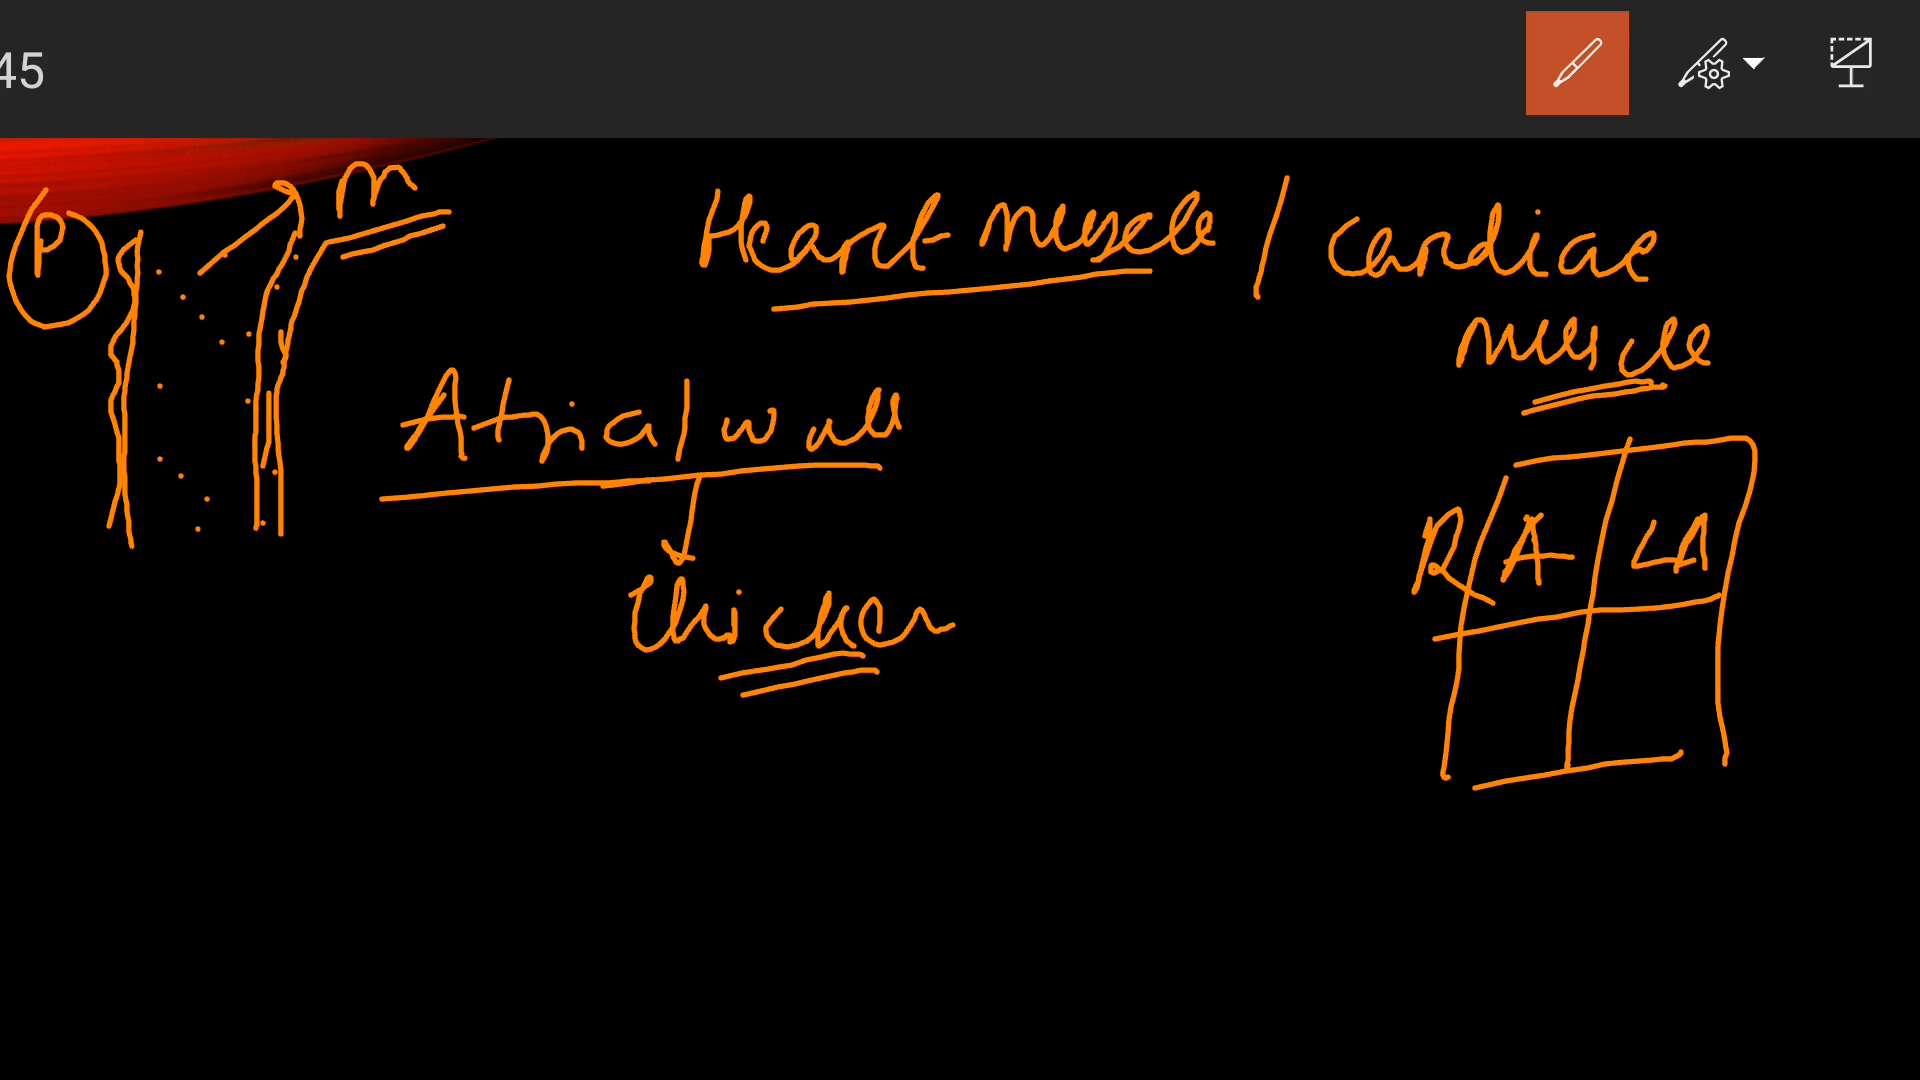 45
P
m
Heart muscle / cardiac
muscle
Atrial wall
thicker
RA LA